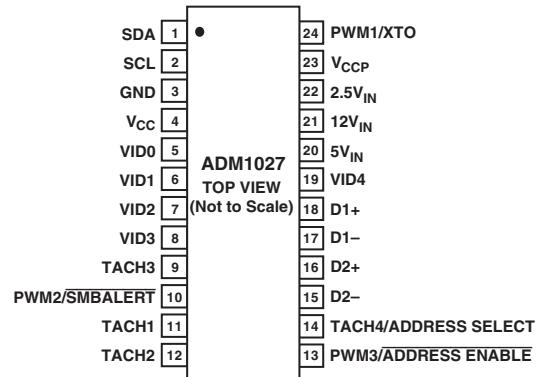 SDA 1
SCL 2
GND 3
VCC 4
VID0 5
VID1 6
VID2 7
VID3 8
TACH3 9
PWM2/SMBALERT 10
TACH1 11
TACH2 12
ADM1027
TOP VIEW
(Not to Scale)
24 PWM1/XTO
23 VCCP
22 2.5VIN
21 12VIN
20 5VIN
19 VID4
18 D1+
17 D1–
16 D2+
15 D2–
14 TACH4/ADDRESS SELECT
13 PWM3/ADDRESS ENABLE